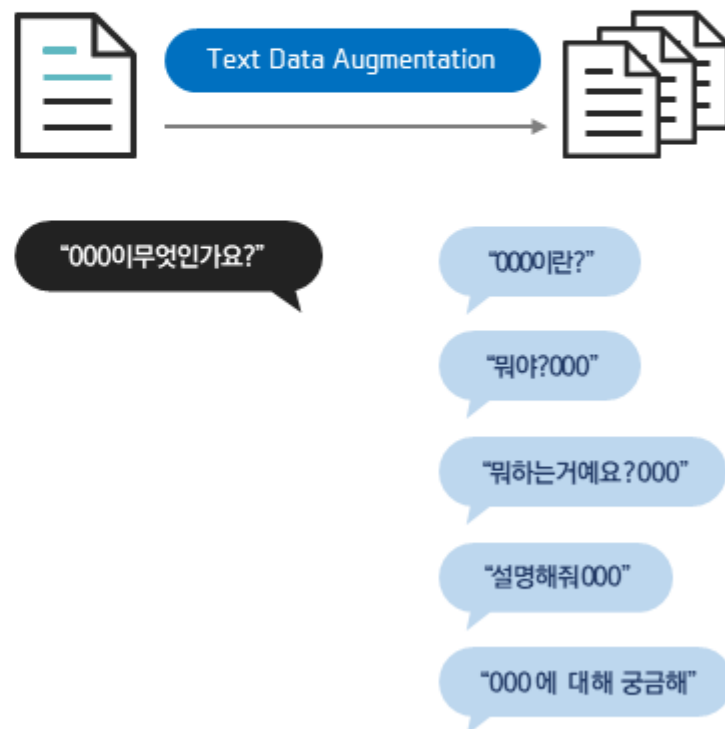 Text Data Augmentation
“000이무엇인가요?”
“000이란?”
“뭐야?000”
“뭐하는거예요?000”
“설명해줘000”
“000에 대해 궁금해”